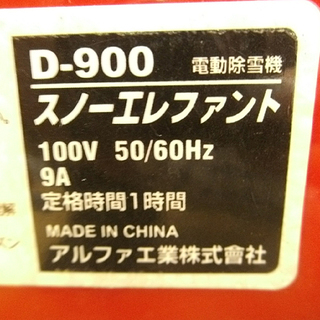 D-900 電動除雪機
スノーエレファント
100V 50/60Hz
9A
定格時間1時間
MADE IN CHINA
アルファエ業株式會社